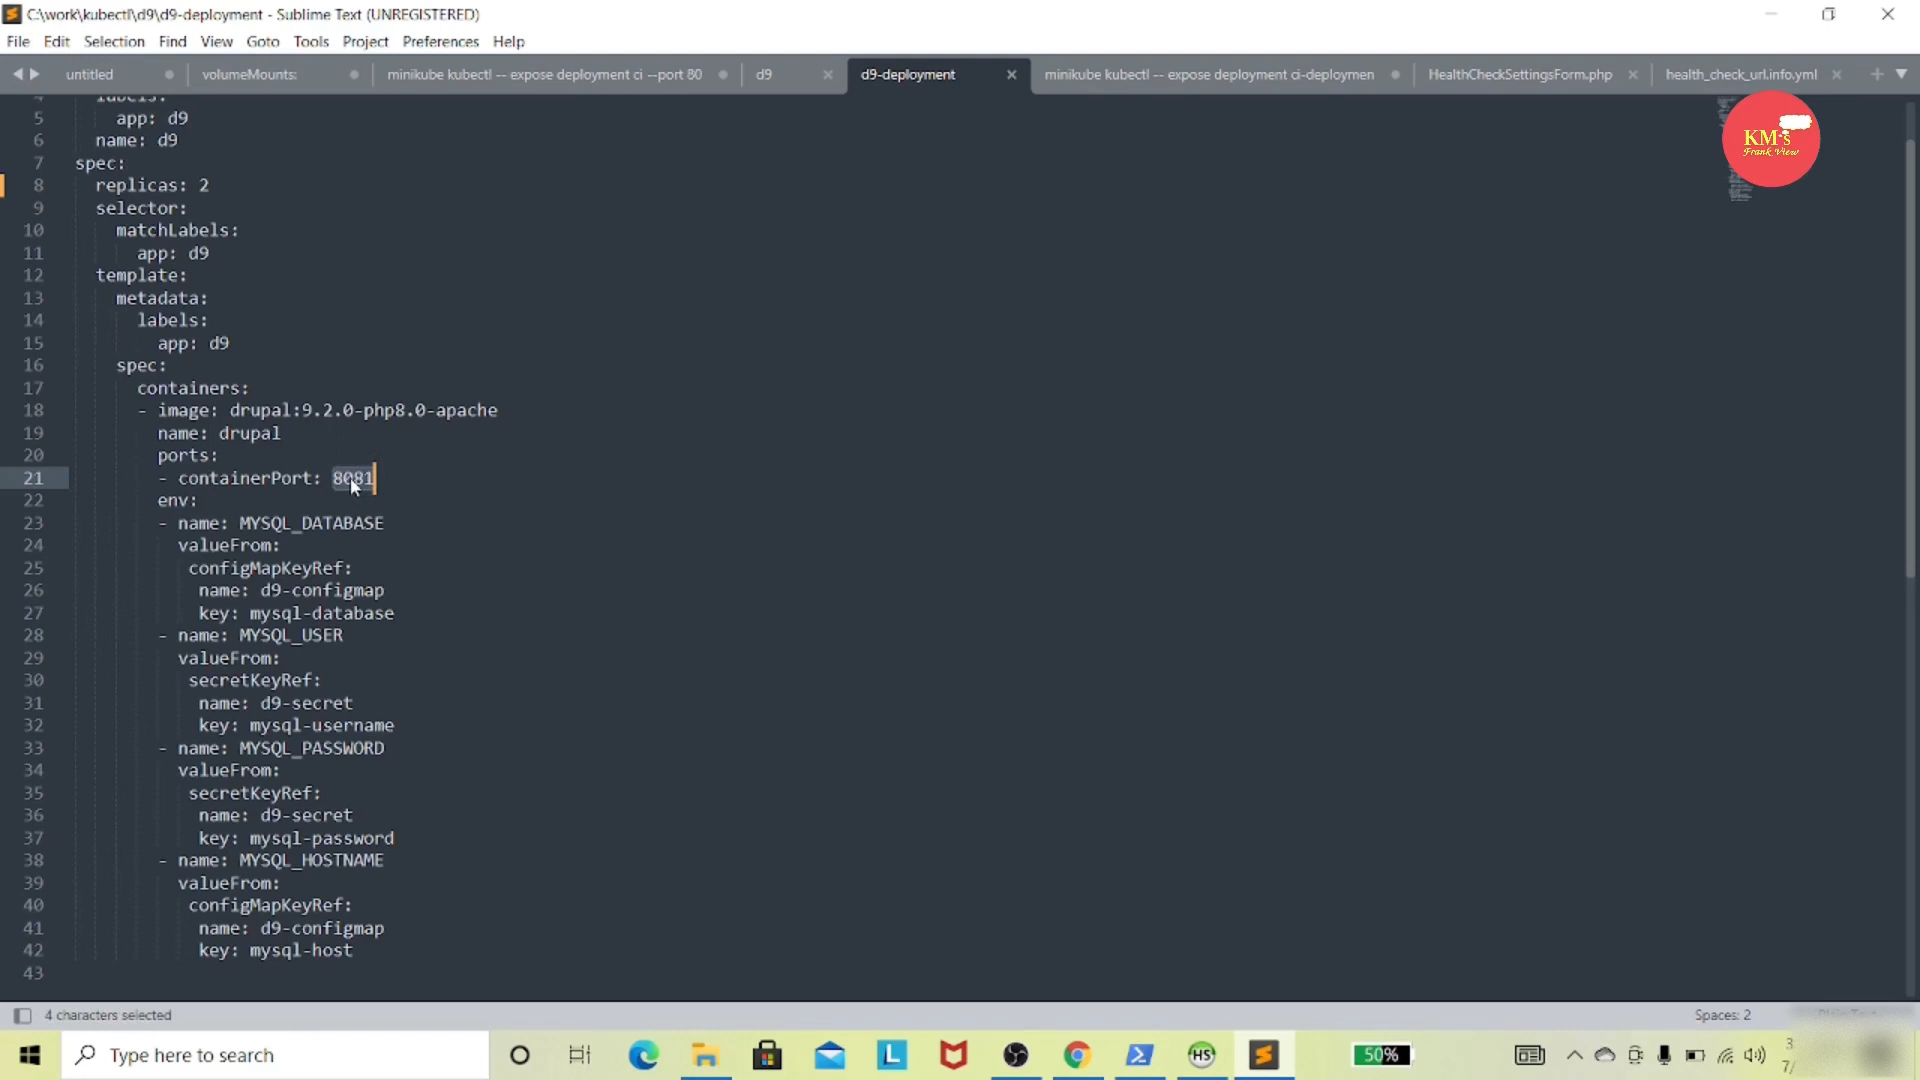 C:\work\kubectl\d9\d9-deployment - Sublime Text (UNREGISTERED)
File Edit Selection Find View Goto Tools Project Preferences Help
untitled volumeMounts: minikube kubectl -- expose deployment ci --port 80 d9 d9-deployment minikube kubectl -- expose deployment ci-deploymen HealthCheckSettingsForm.php health_check_url.info.yml
KM's
Frank View
4 labels:
5 app: d9
6 name: d9
7 spec:
8 replicas: 2
9 selector:
10 matchLabels:
11 app: d9
12 template:
13 metadata:
14 labels:
15 app: d9
16 spec:
17 containers:
18 - image: drupal:9.2.0-php8.0-apache
19 name: drupal
20 ports:
21 - containerPort: 8081
22 env:
23 - name: MYSQL_DATABASE
24 valueFrom:
25 configMapKeyRef:
26 name: d9-configmap
27 key: mysql-database
28 - name: MYSQL_USER
29 valueFrom:
30 secretKeyRef:
31 name: d9-secret
32 key: mysql-username
33 - name: MYSQL_PASSWORD
34 valueFrom:
35 secretKeyRef:
36 name: d9-secret
37 key: mysql-password
38 - name: MYSQL_HOSTNAME
39 valueFrom:
40 configMapKeyRef:
41 name: d9-configmap
42 key: mysql-host
43
4 characters selected Spaces: 2
Type here to search L HS 50% 3
7/